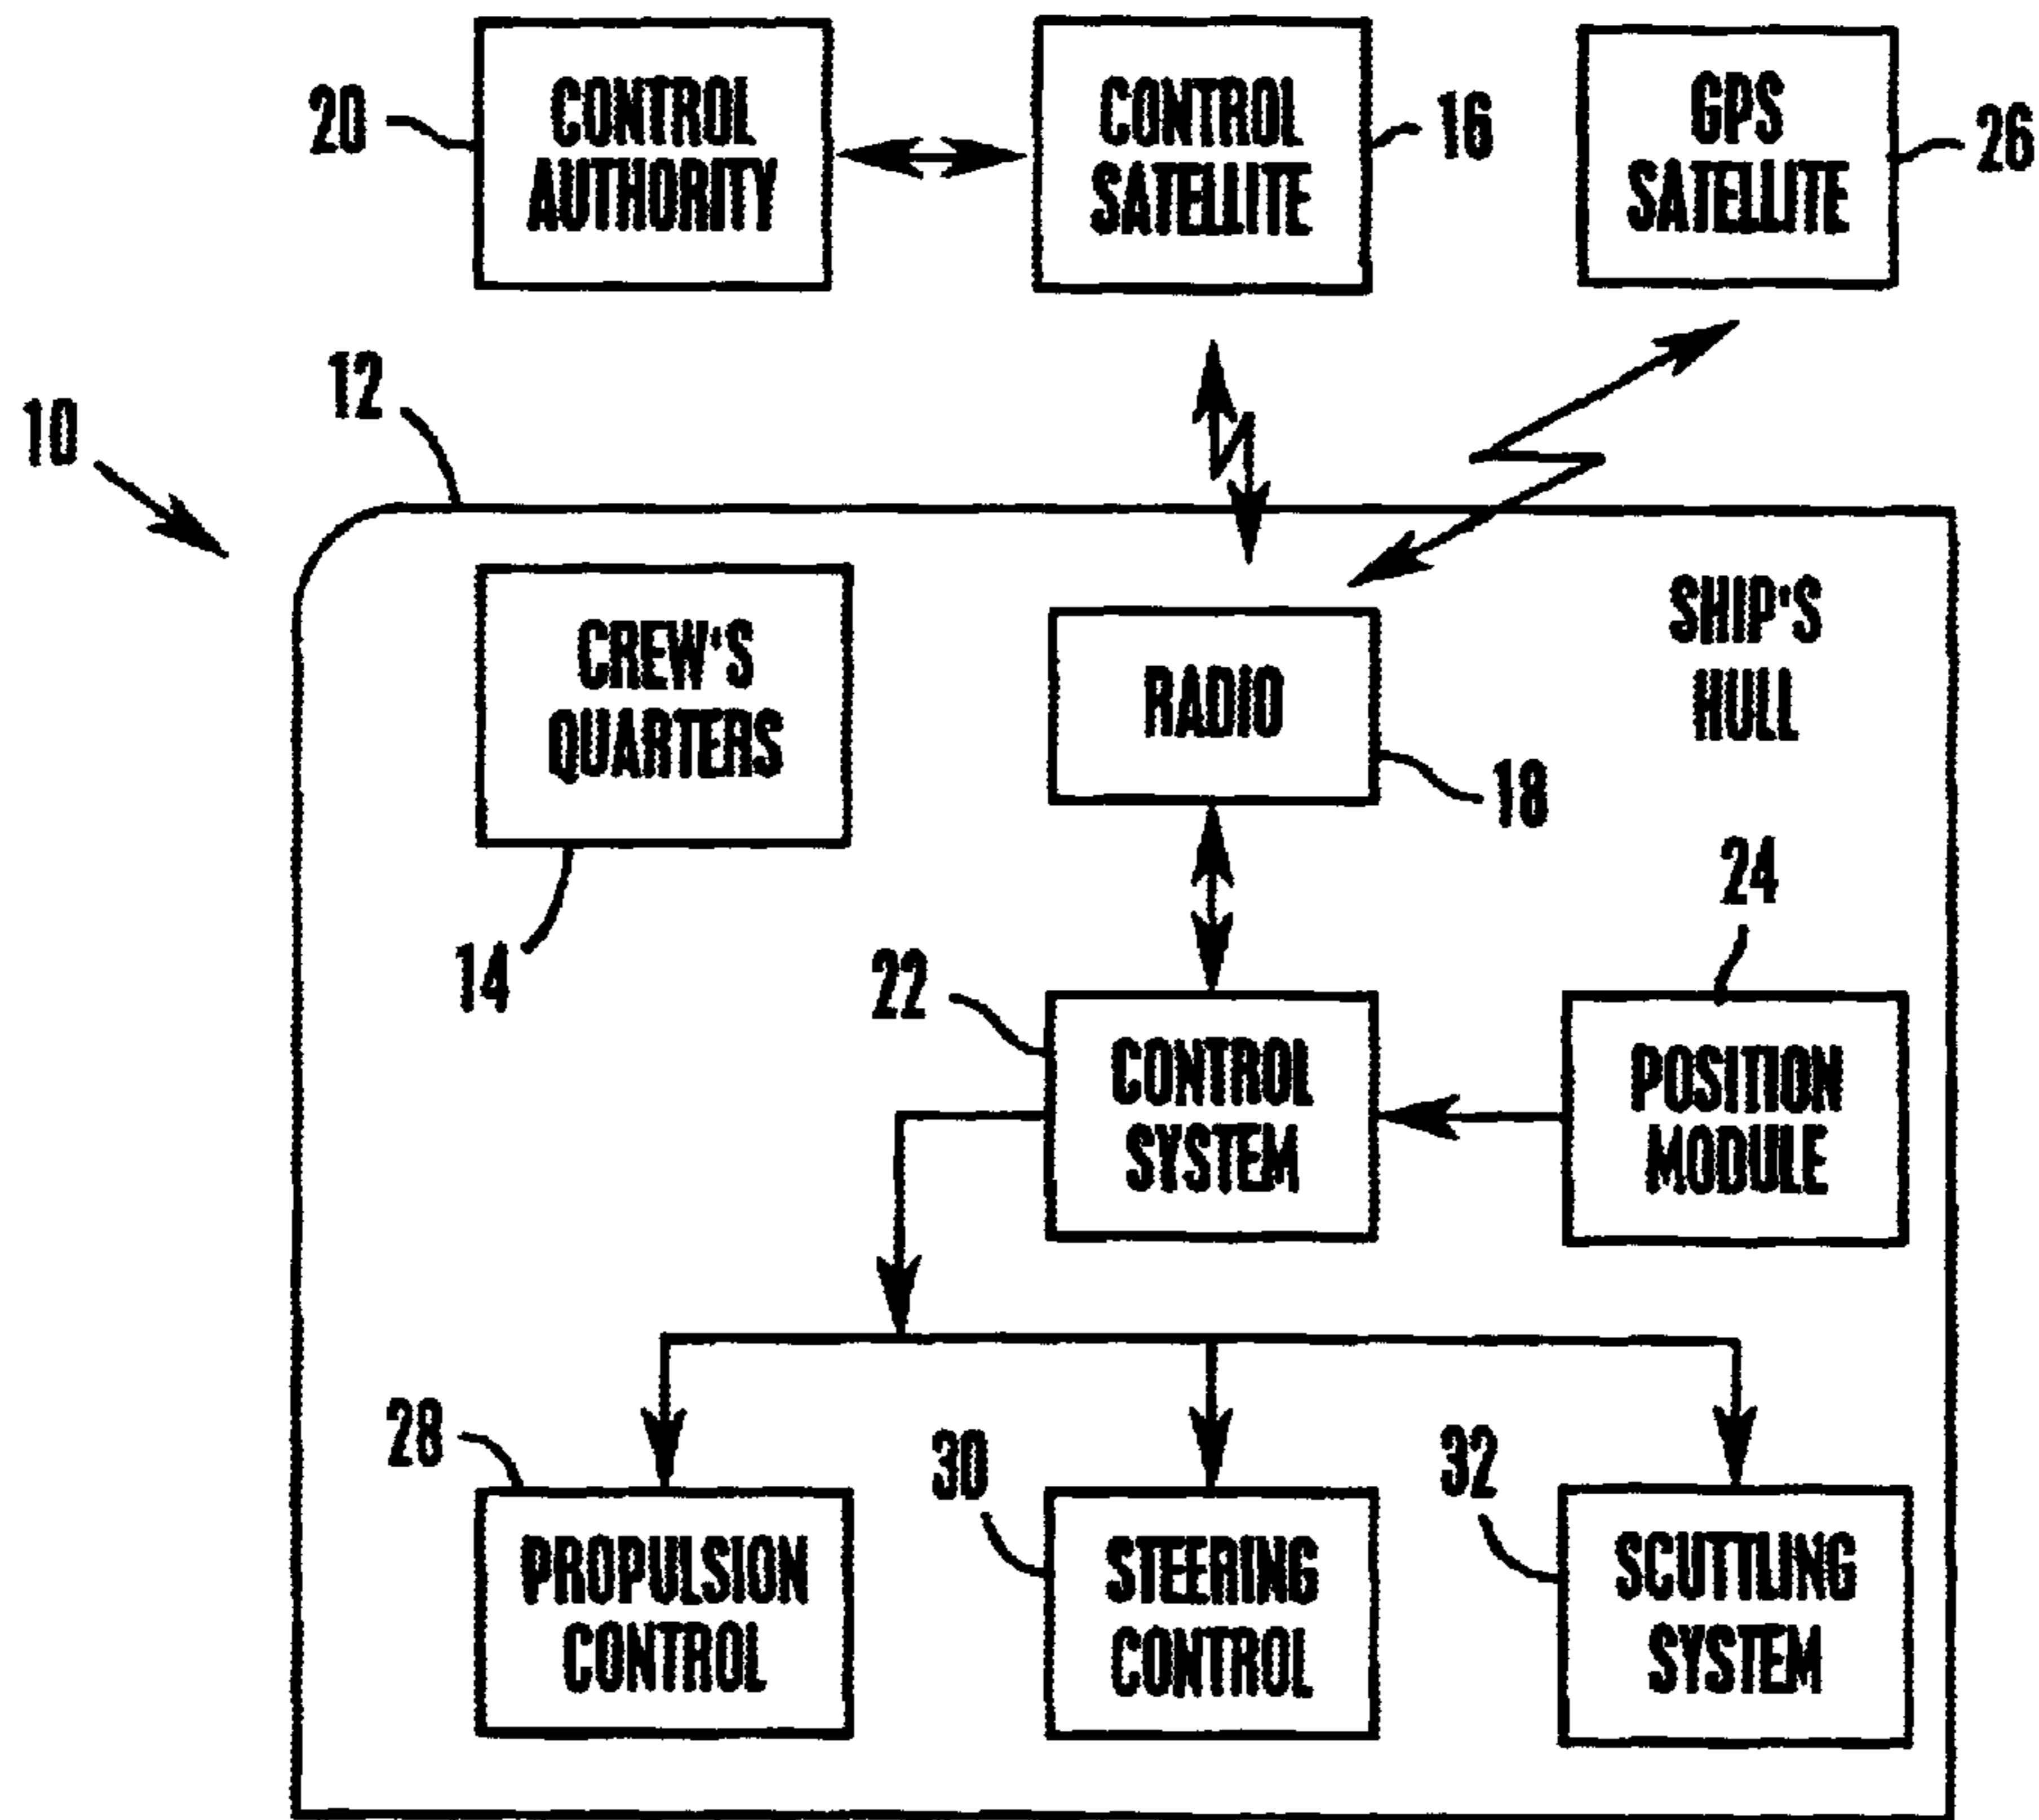 20
CONTROL
AUTHORITY
CONTROL
SATELLITE
16
GPS
SATELLITE
26
10
12
CREW'S
QUARTERS
14
RADIO
18
SHIP'S
HULL
22
CONTROL
SYSTEM
24
POSITION
MODULE
28
PROPULSION
CONTROL
30
STEERING
CONTROL
32
SCUTTLING
SYSTEM